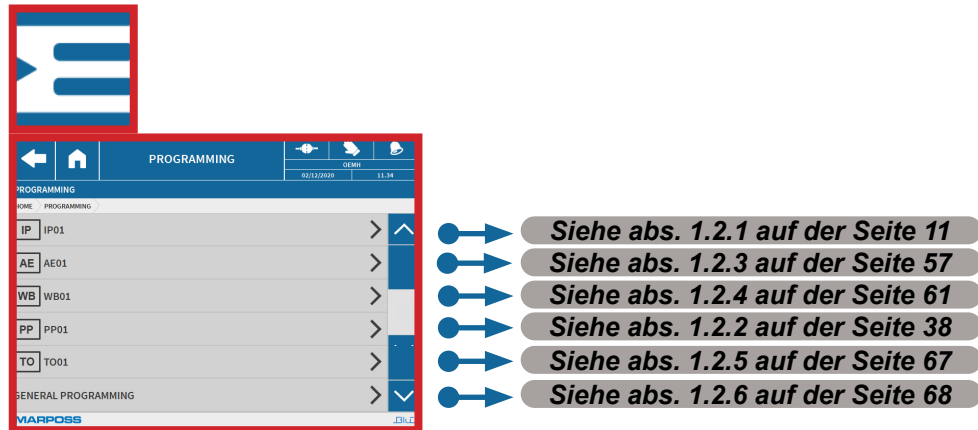 PROGRAMMING
OEMH
02/12/2020 11.34
PROGRAMMING
HOME PROGRAMMING
IP IP01
Siehe abs. 1.2.1 auf der Seite 11
AE AE01
Siehe abs. 1.2.3 auf der Seite 57
WB WB01
Siehe abs. 1.2.4 auf der Seite 61
PP PP01
Siehe abs. 1.2.2 auf der Seite 38
TO TO01
Siehe abs. 1.2.5 auf der Seite 67
GENERAL PROGRAMMING
Siehe abs. 1.2.6 auf der Seite 68
MARPOSS
BLÚ